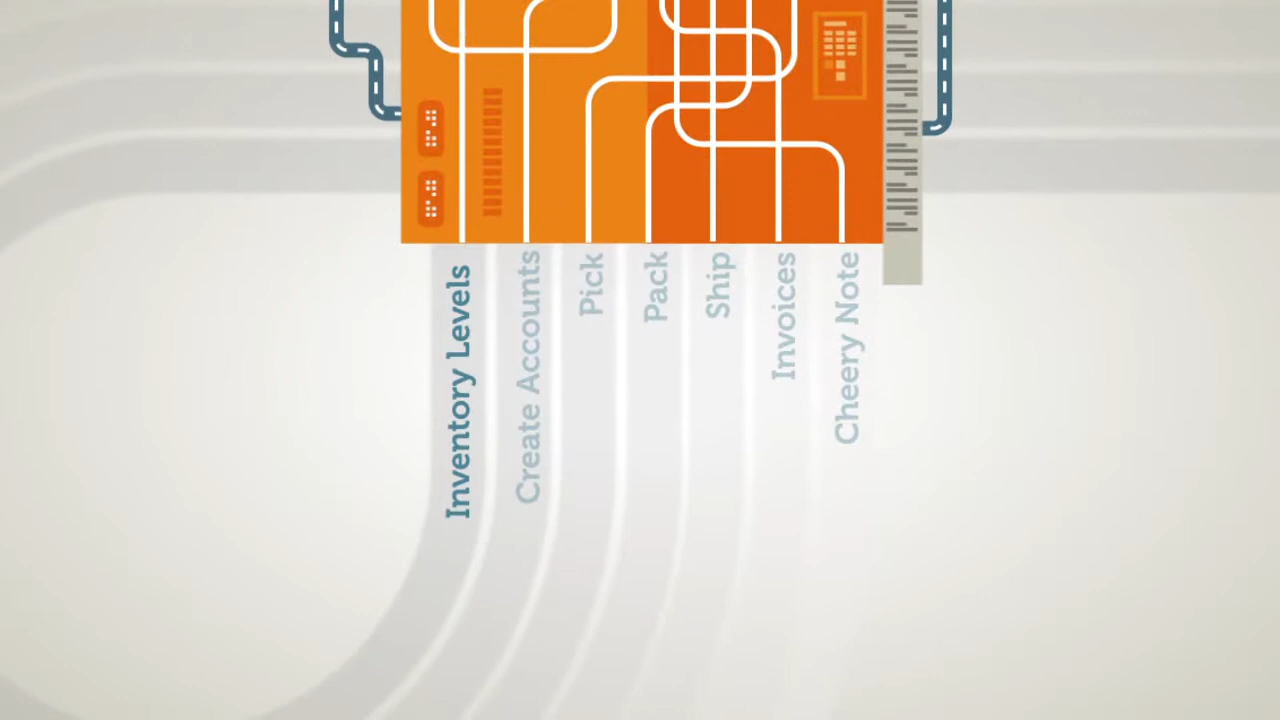 Inventory Levels
Create Accounts
Pick
Pack
Ship
Invoices
Cheery Note